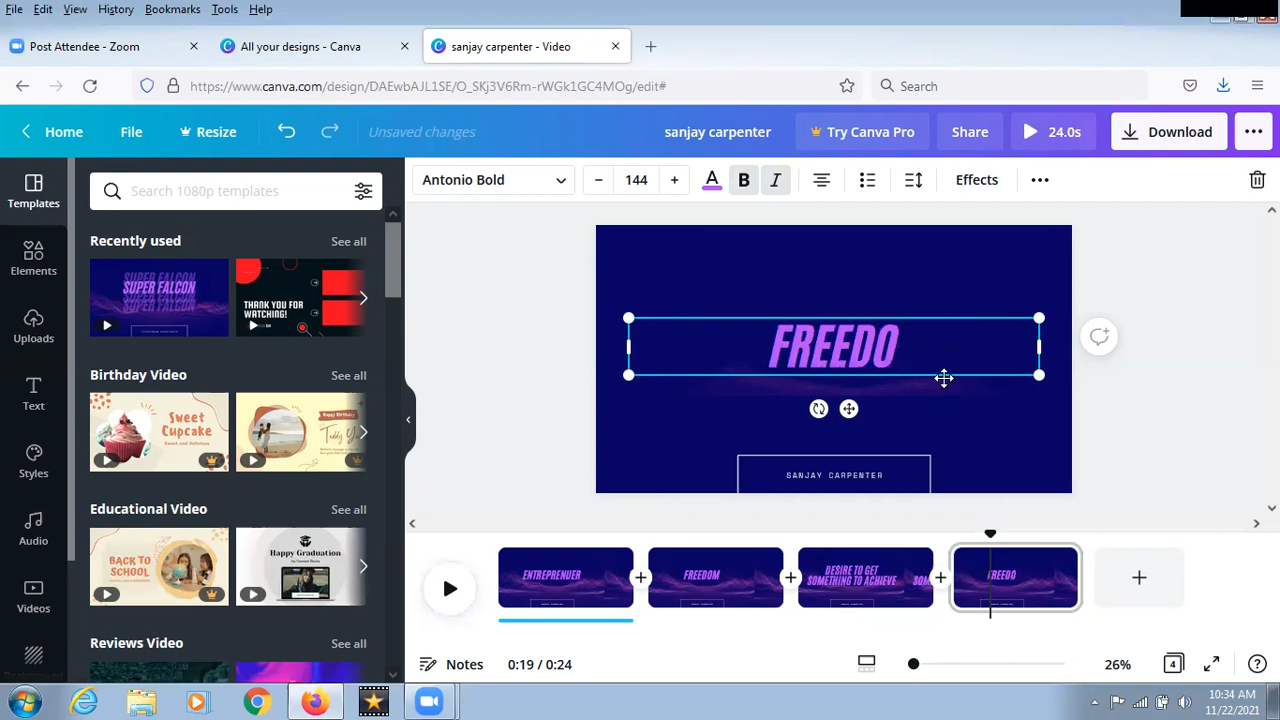 File Edit View History Bookmarks Tools Help
Post Attendee - Zoom
All your designs - Canva
sanjay carpenter - Video
https://www.canva.com/design/DAEwbAJL1SE/O_SKj3V6Rm-rWGk1GC4MOg/edit#
Search
Home File Resize Unsaved changes sanjay carpenter Try Canva Pro Share 24.0s Download
Templates
Elements
Uploads
Text
Styles
Audio
Videos
Search 1080p templates
Recently used See all
SUPER FALCON
THANK YOU FOR
WATCHING!
Birthday Video See all
Sweet
Cupcake
Happy Birthday
Teddy
Educational Video See all
BACK TO
SCHOOL
Happy Graduation
Reviews Video See all
Antonio Bold 144 A B I Effects
FREEDO
SANJAY CARPENTER
ENTREPRENUER
FREEDOM
DESIRE TO GET
SOMETHING TO ACHIEVE
FREEDO
Notes 0:19 / 0:24 26% 4
10:34 AM
11/22/2021